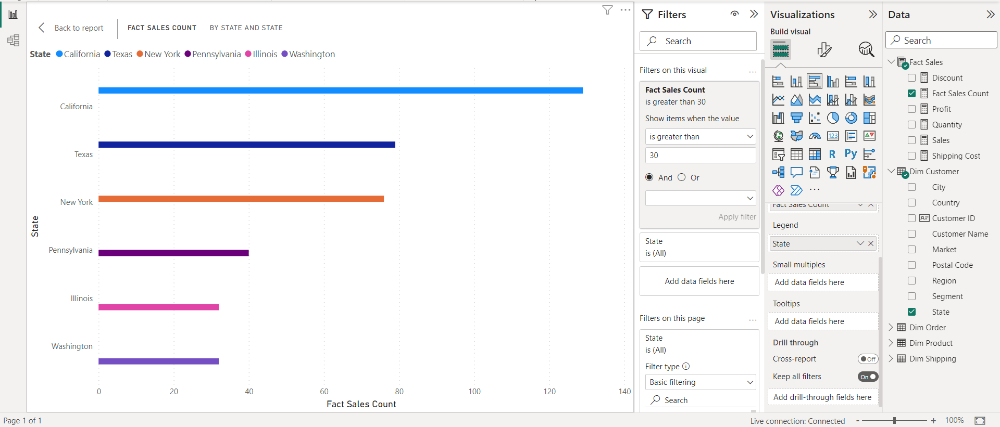 Back to report
FACT SALES COUNT
BY STATE AND STATE
State California Texas New York Pennsylvania Illinois Washington
California
Texas
New York
Pennsylvania
Illinois
Washington
State
0 20 40 60 80 100 120 140
Fact Sales Count
Filters
Search
Filters on this visual
...
Fact Sales Count
is greater than 30
Show items when the value
is greater than
30
And Or
Apply filter
State
is (All)
Add data fields here
Filters on this page
...
State
is (All)
Filter type
Basic filtering
Search
Visualizations
Build visual
123
R
Py
...
Fact Sales Count
Legend
State
Small multiples
Add data fields here
Tooltips
Add data fields here
Drill through
Cross-report
Off
Keep all filters
On
Add drill-through fields here
Data
Search
Fact Sales
Discount
Fact Sales Count
Profit
Quantity
Sales
Shipping Cost
Dim Customer
City
Country
Customer ID
Customer Name
Market
Postal Code
Region
Segment
State
Dim Order
Dim Product
Dim Shipping
Page 1 of 1
Live connection: Connected
- + 100%